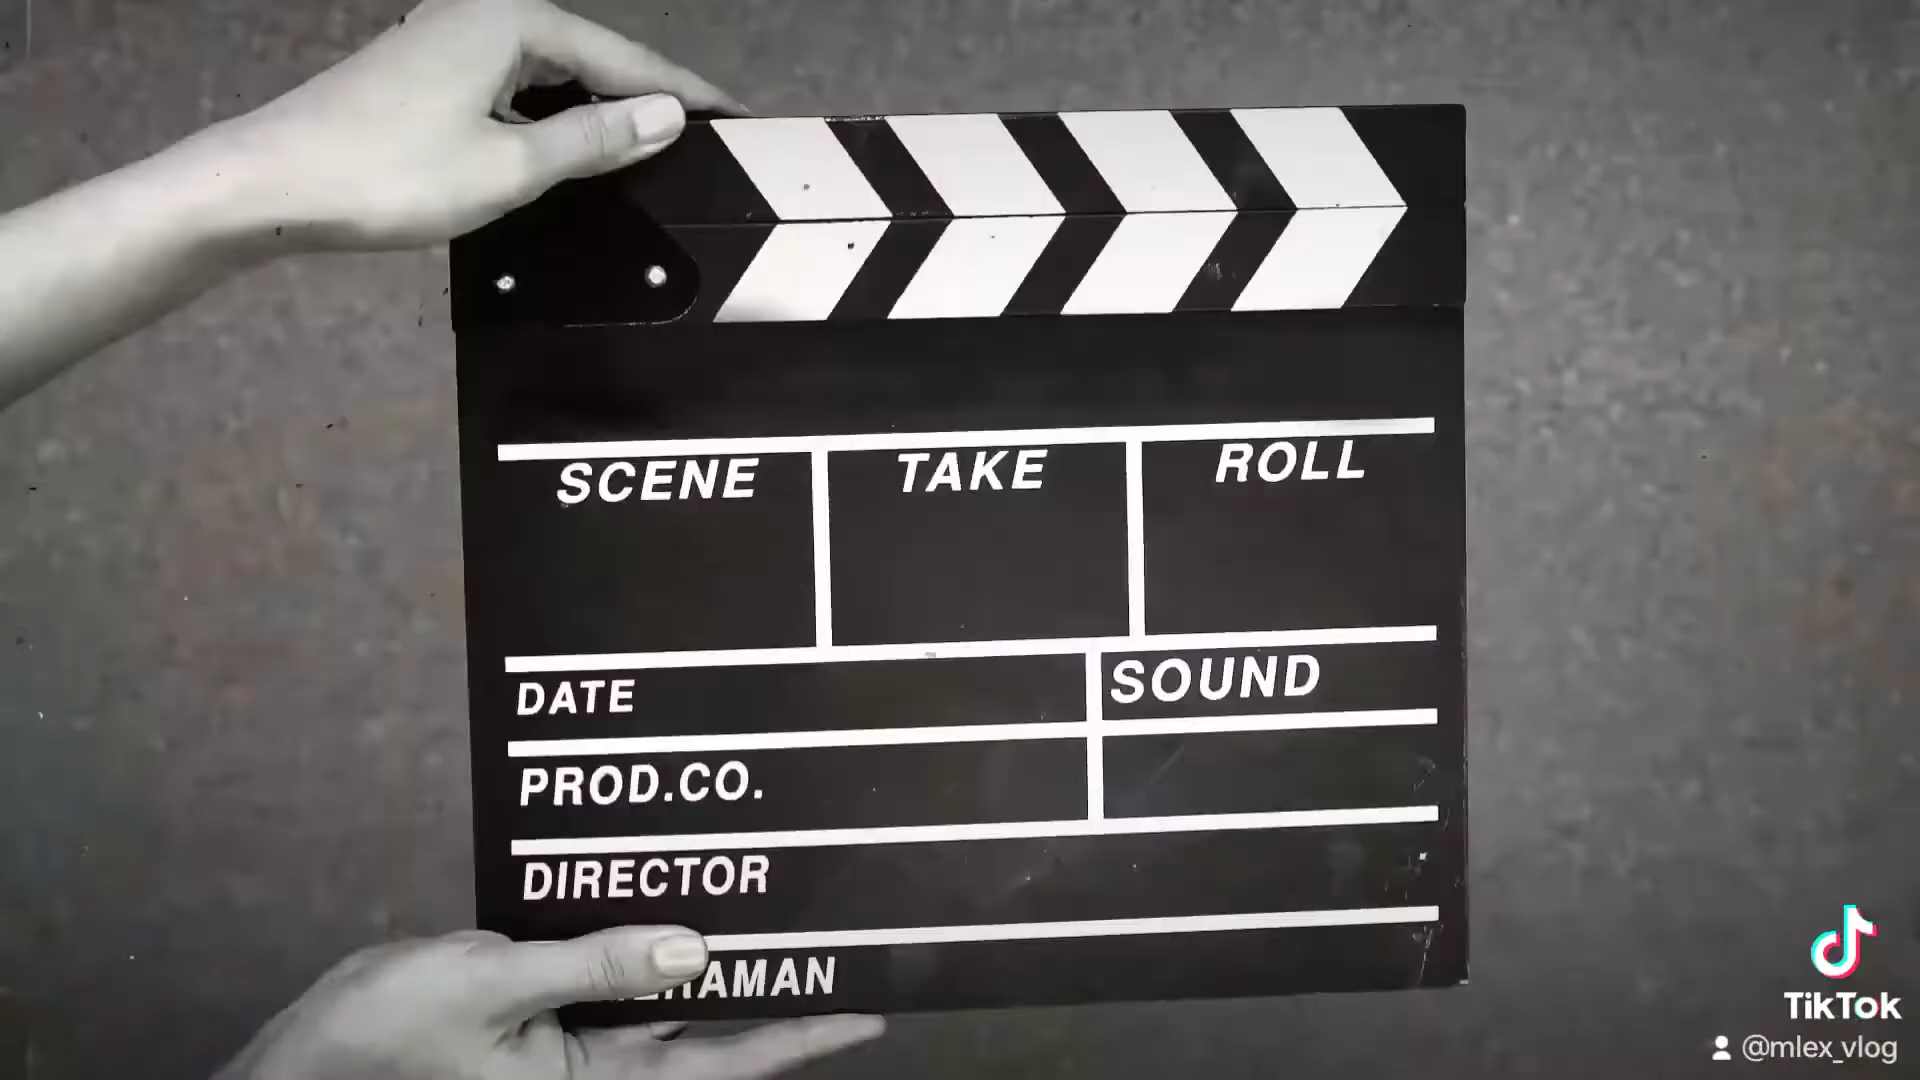 SCENE TAKE ROLL
DATE SOUND
PROD.CO.
DIRECTOR
TikTok
@mlex_vlog